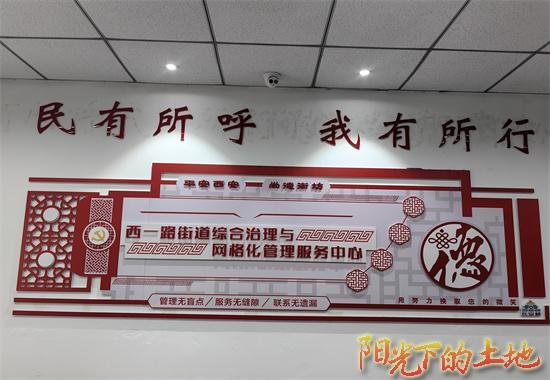 民有所呼 我有所行
平安西安 尚德街坊
西一路街道综合治理与
网格化管理服务中心
德
管理无盲点/服务无缝隙/联系无遗漏
用努力换取您的微笑
阳光下的土地